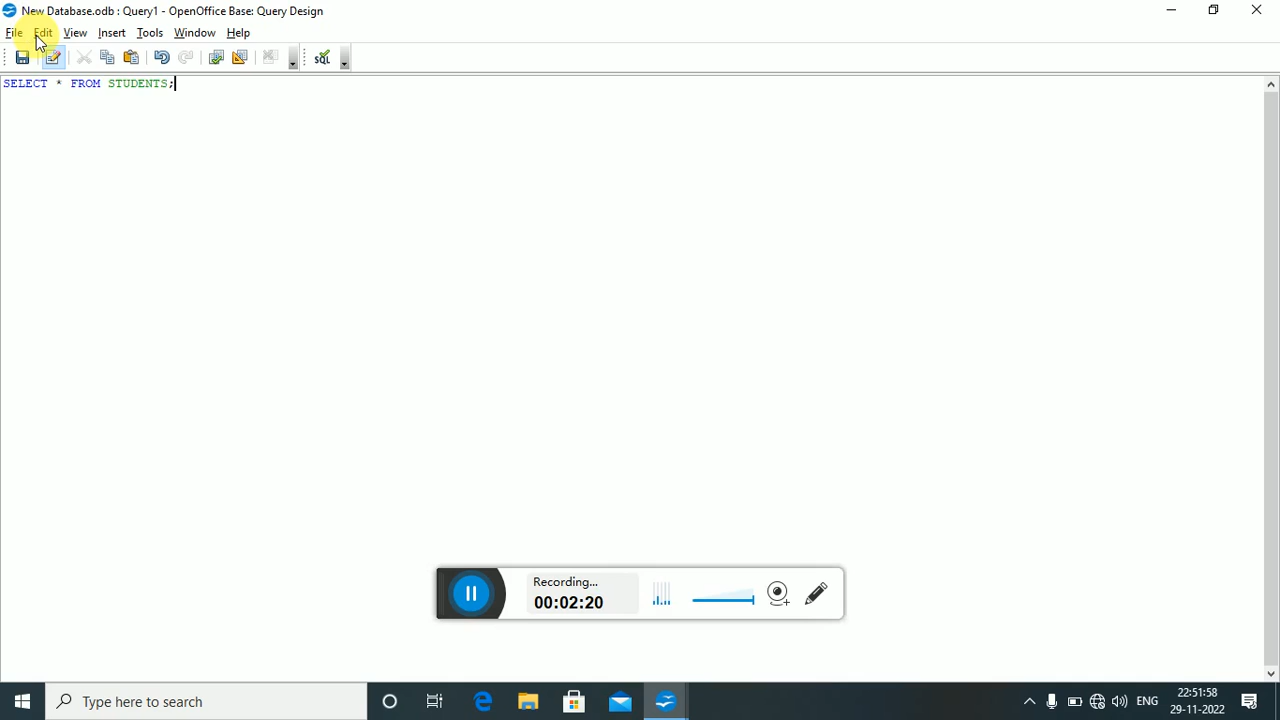 New Database.odb : Query1 - OpenOffice Base: Query Design
File Edit View Insert Tools Window Help
SQL
SELECT * FROM STUDENTS;
Recording...
00:02:20
Type here to search
ENG
22:51:58
29-11-2022